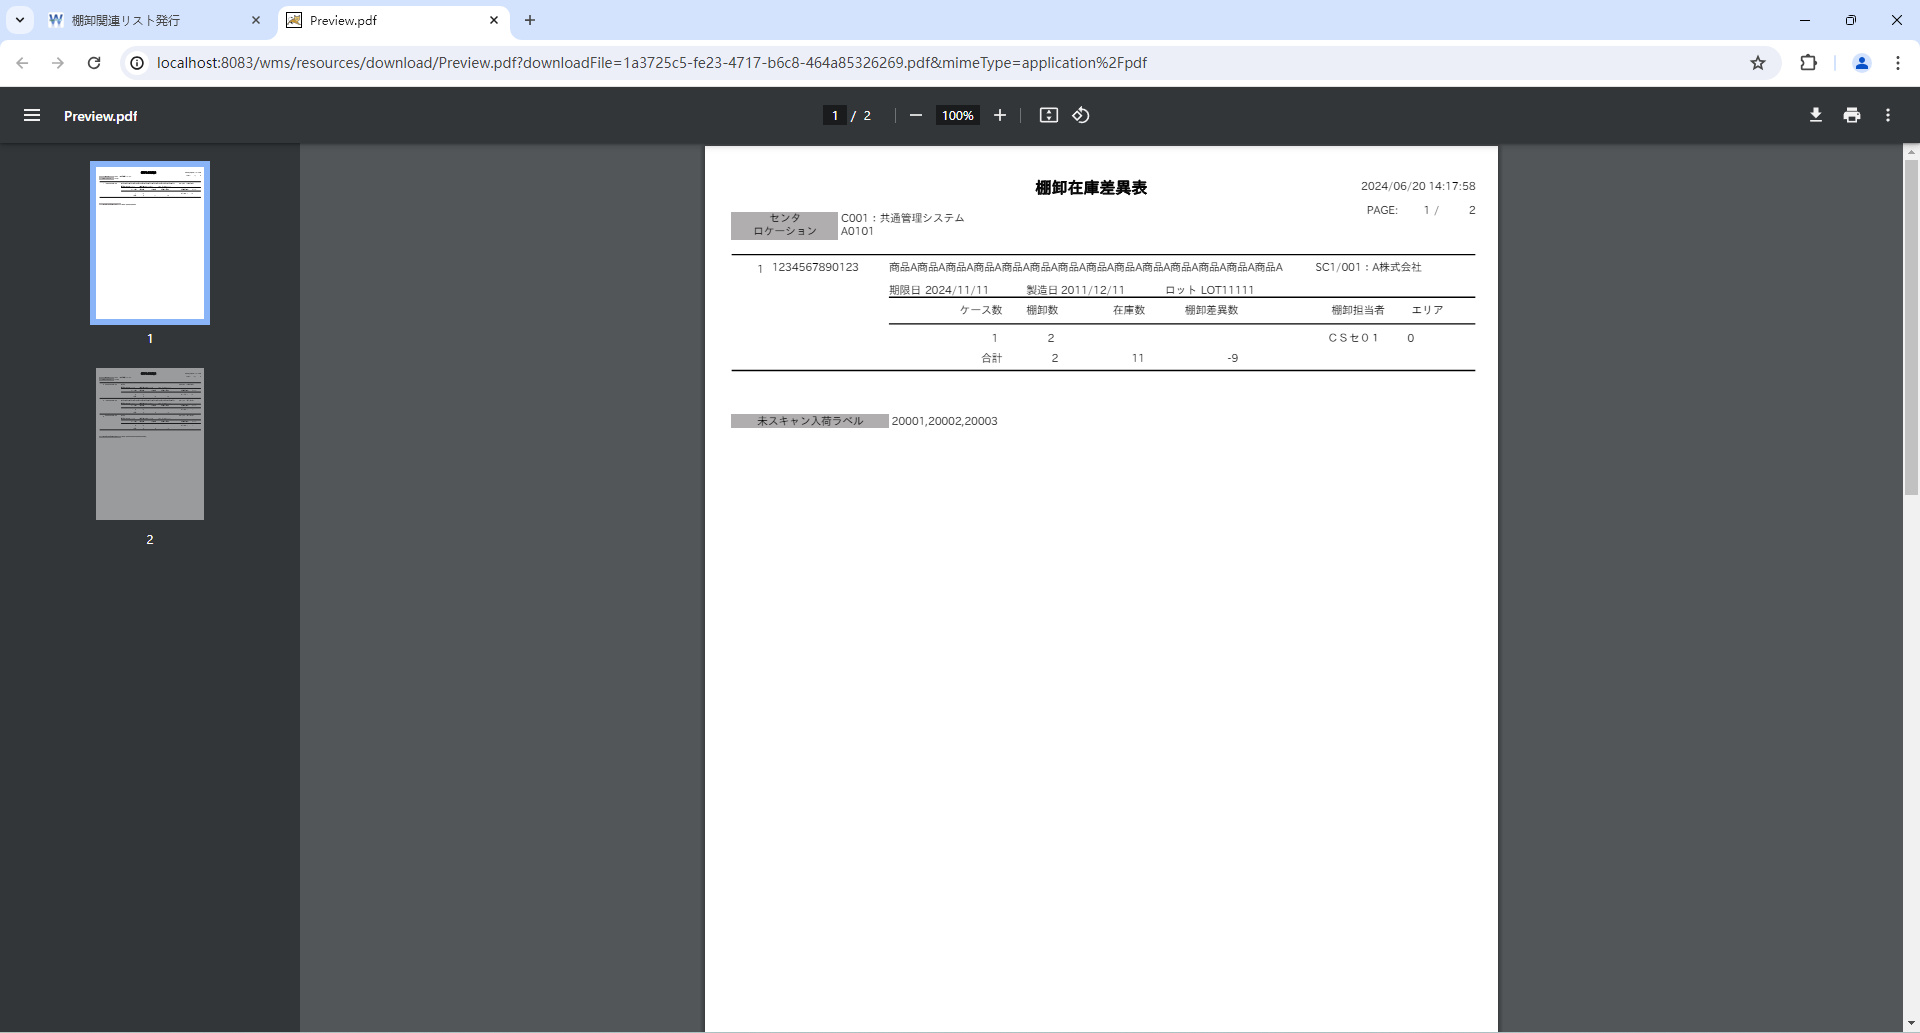 棚卸関連リスト発行
Preview.pdf
localhost:8083/wms/resources/download/Preview.pdf?downloadFile=1a3725c5-fe23-4717-b6c8-464a85326269.pdf&mimeType=application%2Fpdf
Preview.pdf
1 / 2
100%
1
2
棚卸在庫差異表
2024/06/20 14:17:58
PAGE: 1 / 2
センタ C001：共通管理システム
ロケーション A0101
1 1234567890123 商品A商品A商品A商品A商品A商品A商品A商品A商品A商品A商品A商品A商品A商品A SC1/001：A株式会社
期限日 2024/11/11 製造日 2011/12/11 ロット LOT11111
ケース数 棚卸数 在庫数 棚卸差異数 棚卸担当者 エリア
1 2 ＣＳセ０１ 0
合計 2 11 -9
未スキャン入荷ラベル 20001,20002,20003